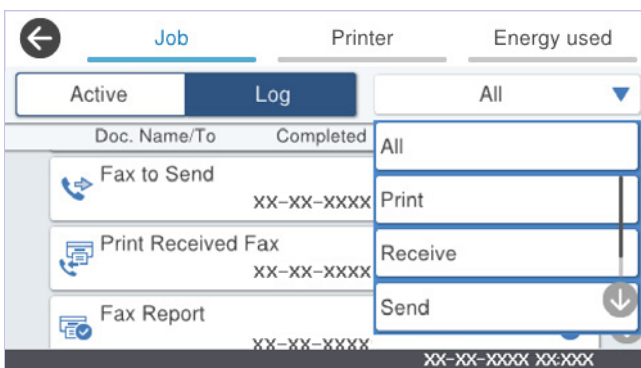 Job Printer Energy used
Active Log All
Doc. Name/To Completed
All
Fax to Send
XX-XX-XXXX
Print
Print Received Fax
XX-XX-XXXX
Receive
Fax Report
XX-XX-XXXX
Send
XX-XX-XXXX XX:XXX